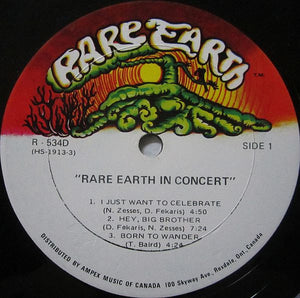 RARE EARTH
T.M.
R - 534D
(HS-1913-3)
SIDE 1
"RARE EARTH IN CONCERT"
1. I JUST WANT TO CELEBRATE
(N. Zesses, D. Fekaris) 4:50
2. HEY, BIG BROTHER
(D. Fekaris, N. Zesses) 7:24
3. BORN TO WANDER
(T. Baird) 4:24
DISTRIBUTED BY AMPEX MUSIC OF CANADA 100 Skyway Ave., Rexdale, Ont., Canada